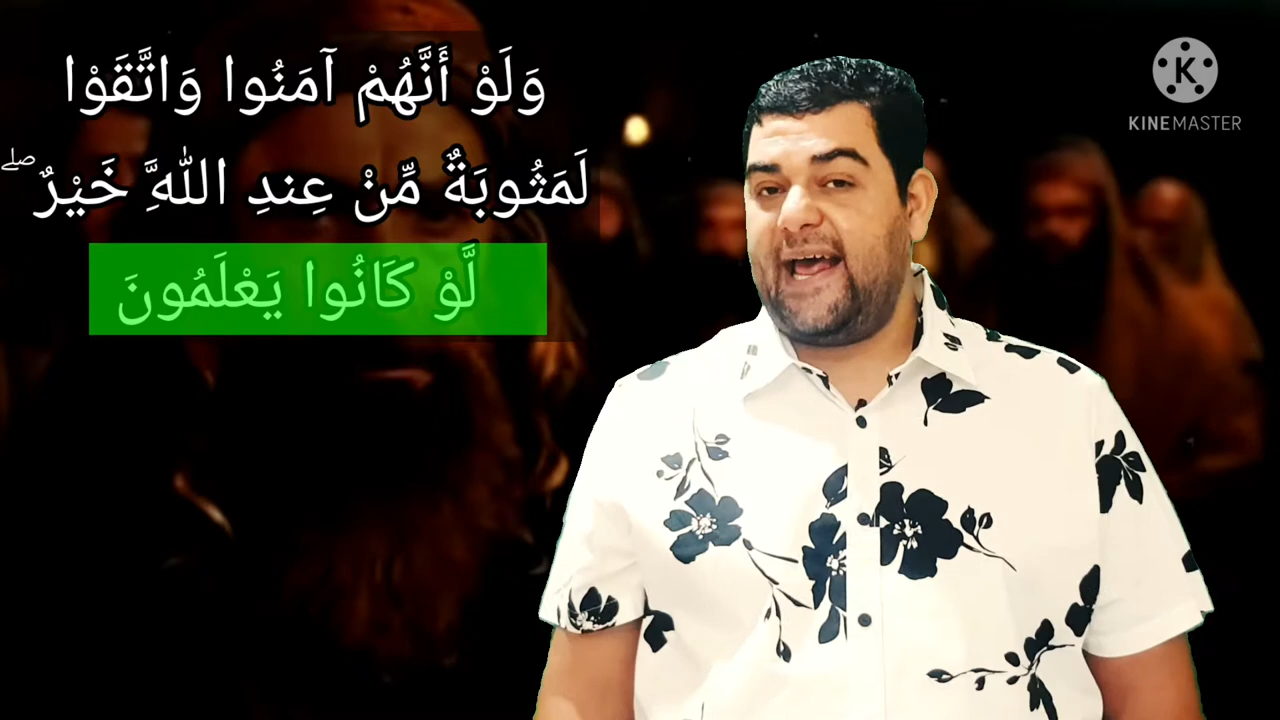 وَلَوْ أَنَّهُمْ آمَنُوا وَاتَّقَوْا
لَمَثُوبَةٌ مِّنْ عِندِ اللَّهِ خَيْرٌ ۖ
لَّوْ كَانُوا يَعْلَمُونَ
K
KINEMASTER